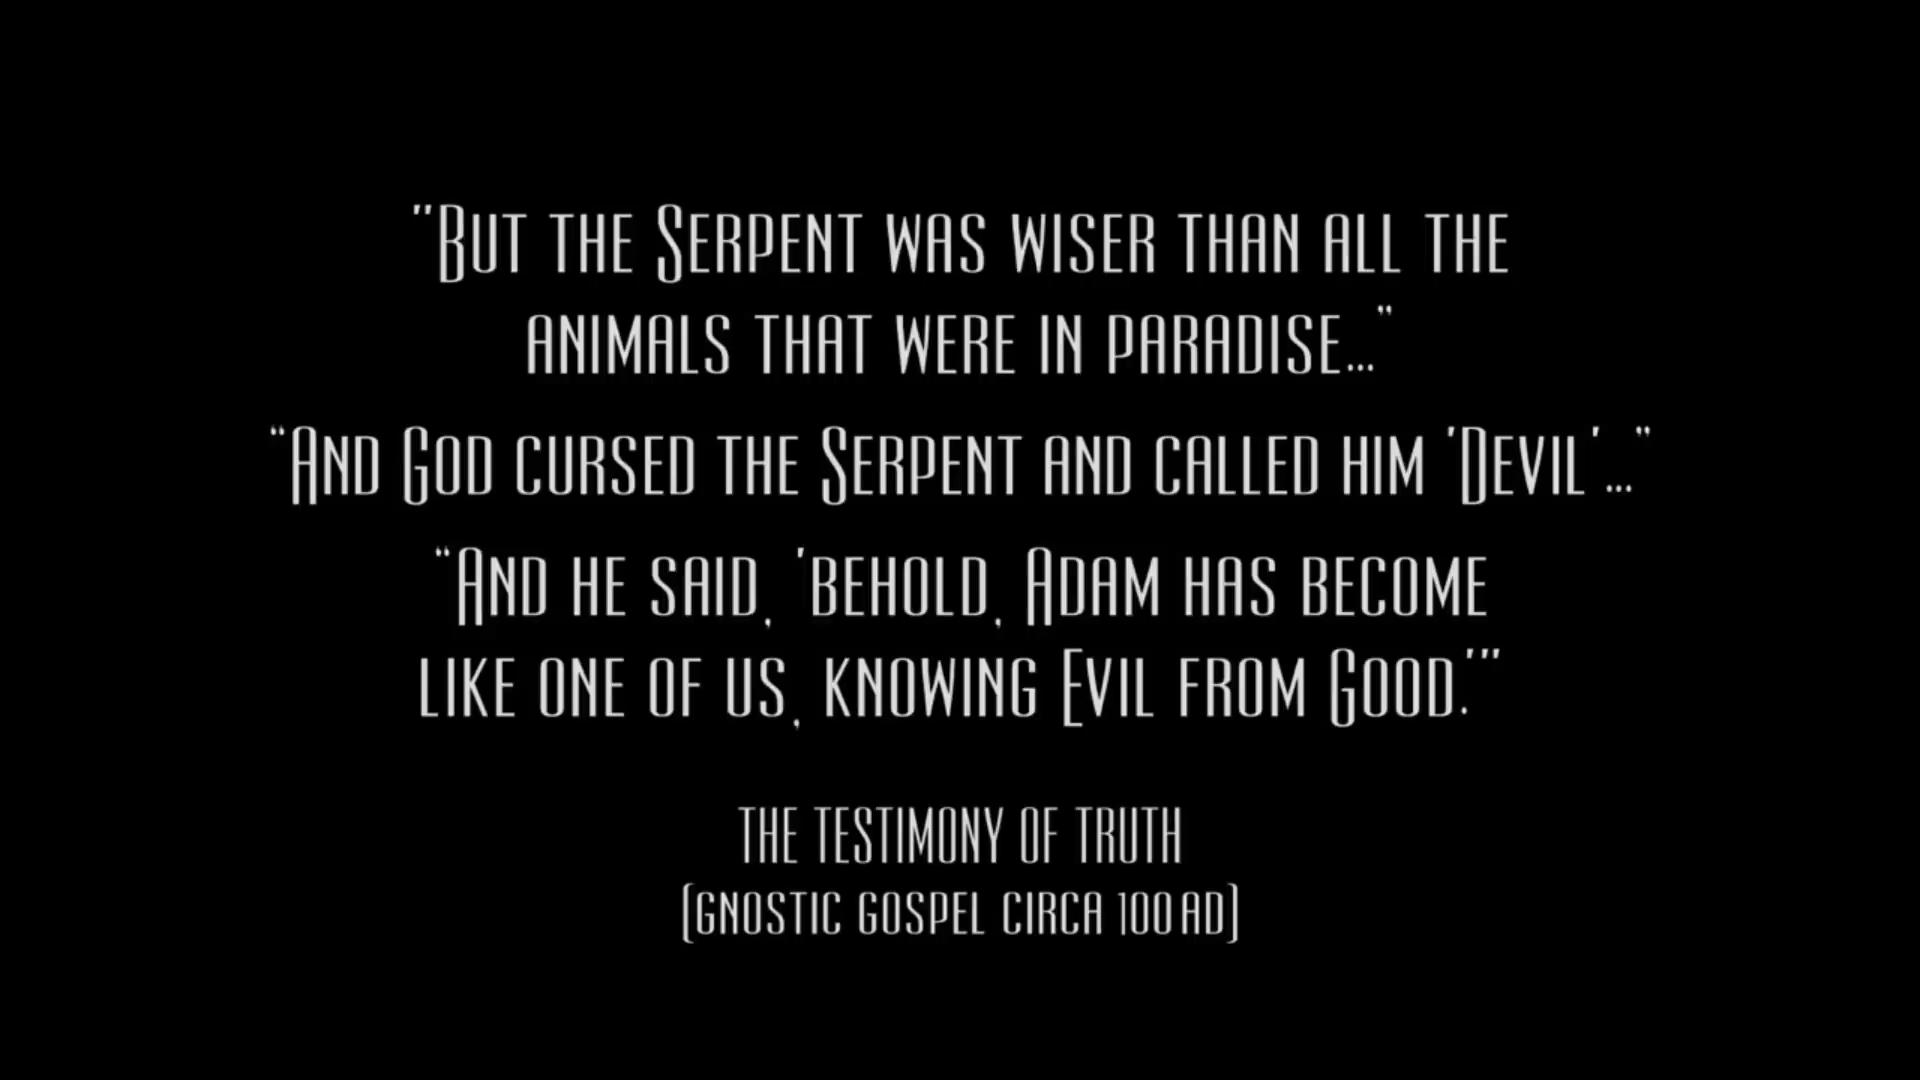 "But the Serpent was wiser than all the
animals that were in paradise..."
"And God cursed the Serpent and called him 'Devil'..."
"And he said, 'behold, Adam has become
like one of us, knowing Evil from Good.'"
THE TESTIMONY OF TRUTH
(GNOSTIC GOSPEL CIRCA 100 AD)